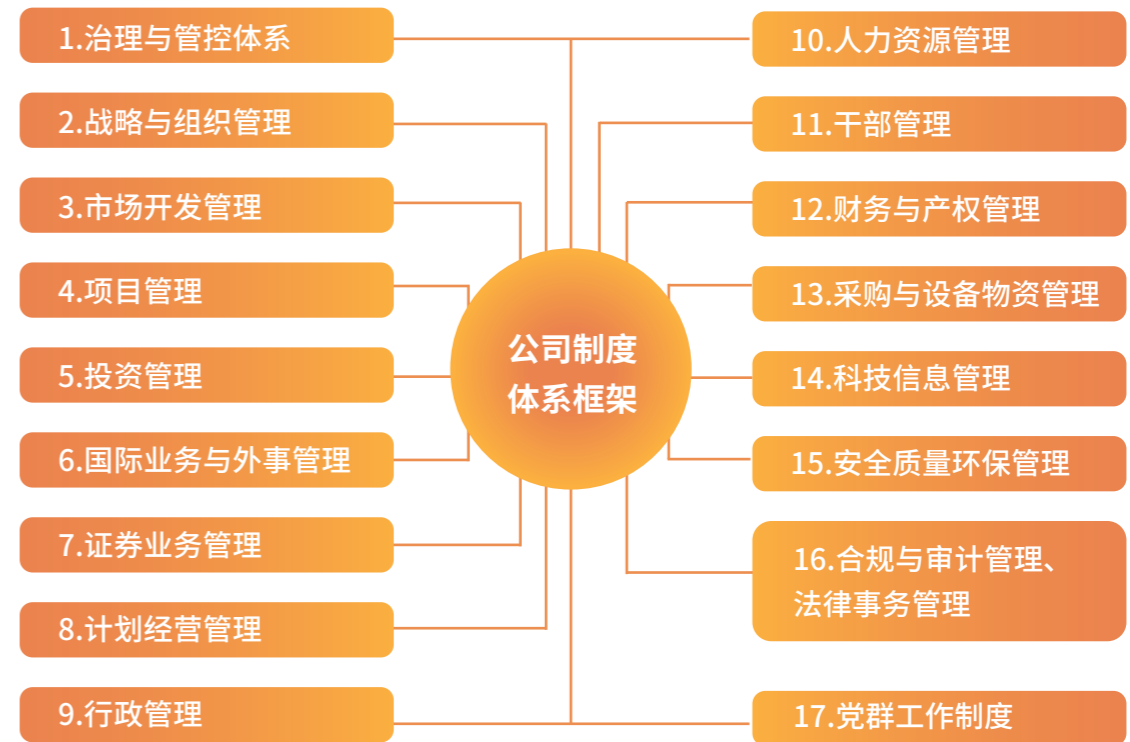 1.治理与管控体系
2.战略与组织管理
3.市场开发管理
4.项目管理
5.投资管理
6.国际业务与外事管理
7.证券业务管理
8.计划经营管理
9.行政管理
公司制度
体系框架
10.人力资源管理
11.干部管理
12.财务与产权管理
13.采购与设备物资管理
14.科技信息管理
15.安全质量环保管理
16.合规与审计管理、
法律事务管理
17.党群工作制度